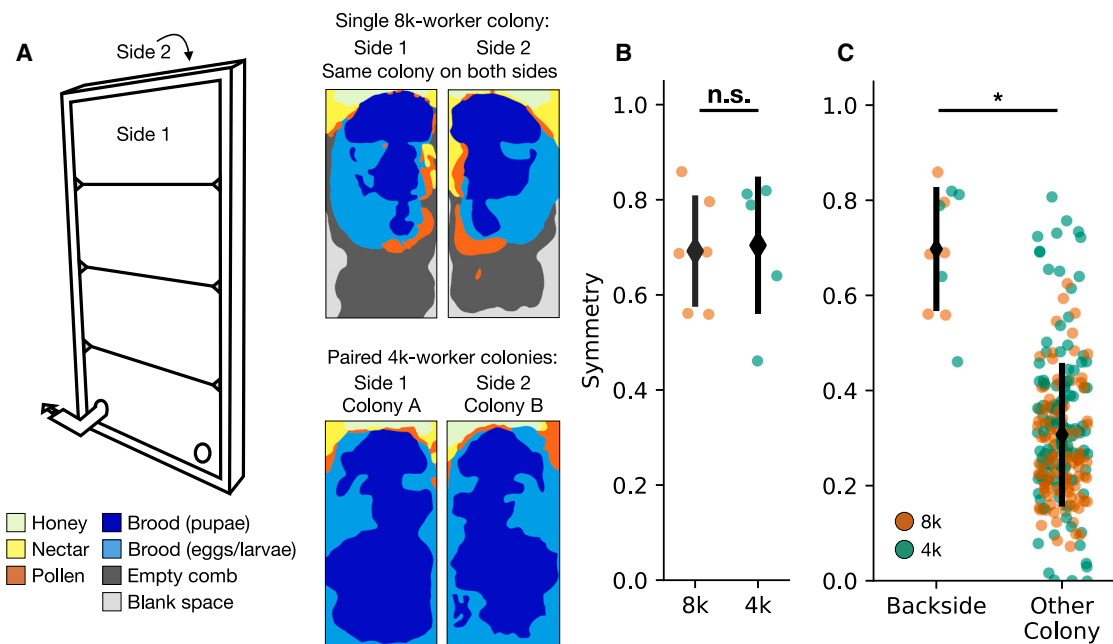 A
Side 2
Side 1
Honey
Nectar
Pollen
Brood (pupae)
Brood (eggs/larvae)
Empty comb
Blank space
Single 8k-worker colony:
Side 1 Side 2
Same colony on both sides
Paired 4k-worker colonies:
Side 1 Side 2
Colony A Colony B
B
n.s.
Symmetry
1.0
0.8
0.6
0.4
0.2
0.0
8k 4k
C
*
1.0
0.8
0.6
0.4
0.2
0.0
8k
4k
Backside Other
Colony